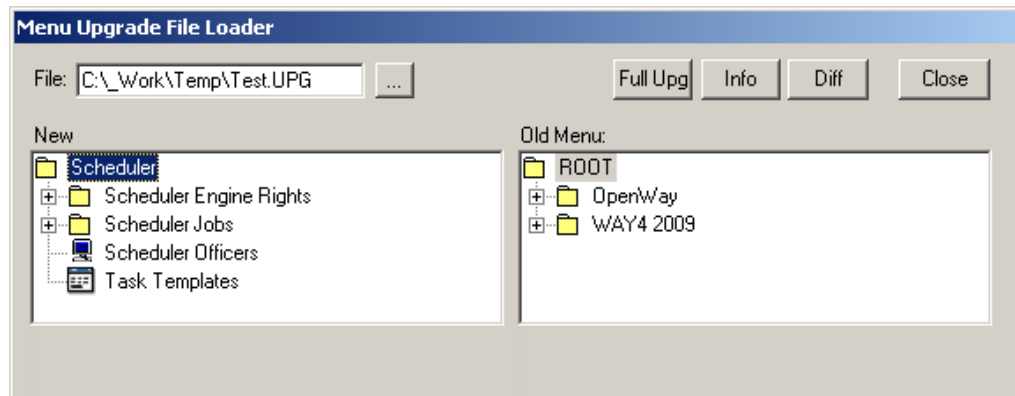 Menu Upgrade File Loader
File: C:\_Work\Temp\Test.UPG ... Full Upg Info Diff Close
New Old Menu:
Scheduler ROOT
Scheduler Engine Rights OpenWay
Scheduler Jobs WAY4 2009
Scheduler Officers
Task Templates